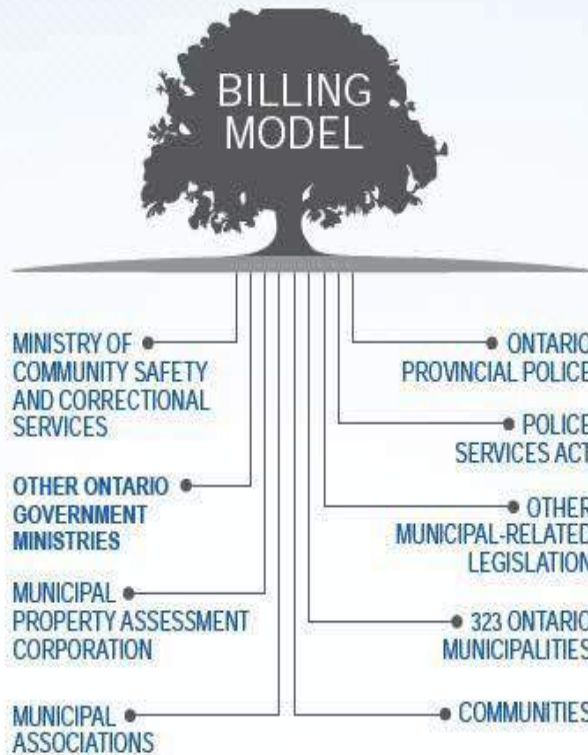 BILLING
MODEL
MINISTRY OF
COMMUNITY SAFETY
AND CORRECTIONAL
SERVICES
OTHER ONTARIO
GOVERNMENT
MINISTRIES
MUNICIPAL
PROPERTY ASSESSMENT
CORPORATION
MUNICIPAL
ASSOCIATIONS
ONTARIO
PROVINCIAL POLICE
POLICE
SERVICES ACT
OTHER
MUNICIPAL-RELATED
LEGISLATION
323 ONTARIO
MUNICIPALITIES
COMMUNITIES